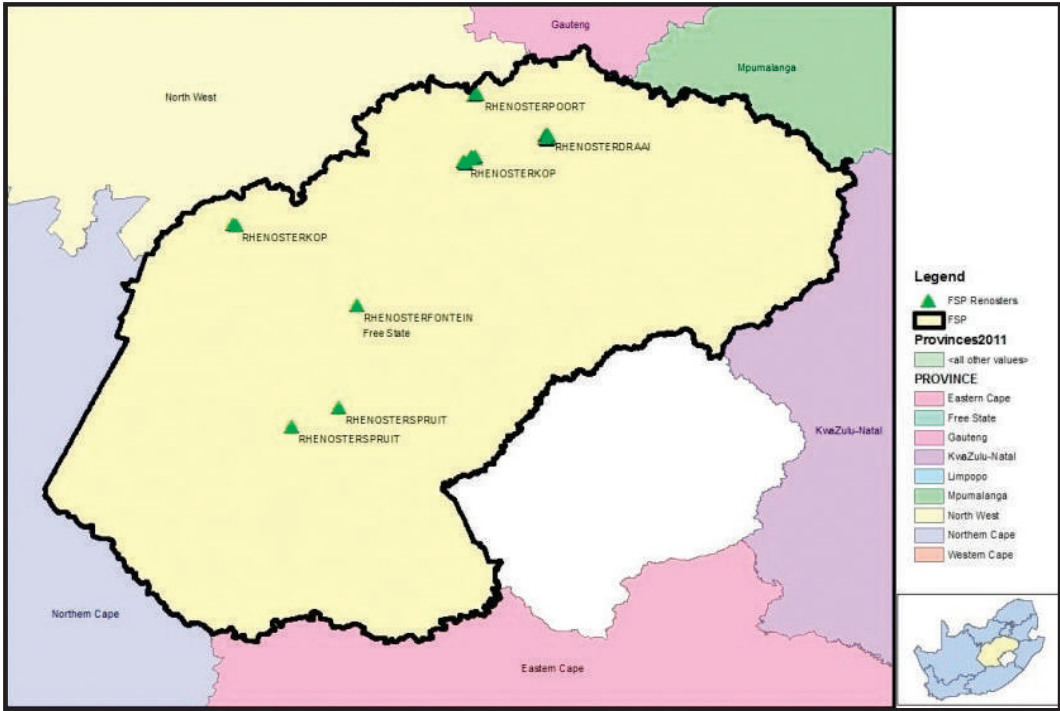 Gauteng
Mpumalanga
North West
RHENOSTERPOORT
RHENOSTERDRAAI
RHENOSTERKOP
RHENOSTERKOP
RHENOSTERFONTEIN
Free State
RHENOSTERSPRUIT
RHENOSTERSPRUIT
KwaZulu-Natal
Northern Cape
Eastern Cape
Legend
FSP Renosters
FSP
Provinces2011
<all other values>
PROVINCE
Eastern Cape
Free State
Gauteng
KwaZulu-Natal
Limpopo
Mpumalanga
North West
Northern Cape
Western Cape